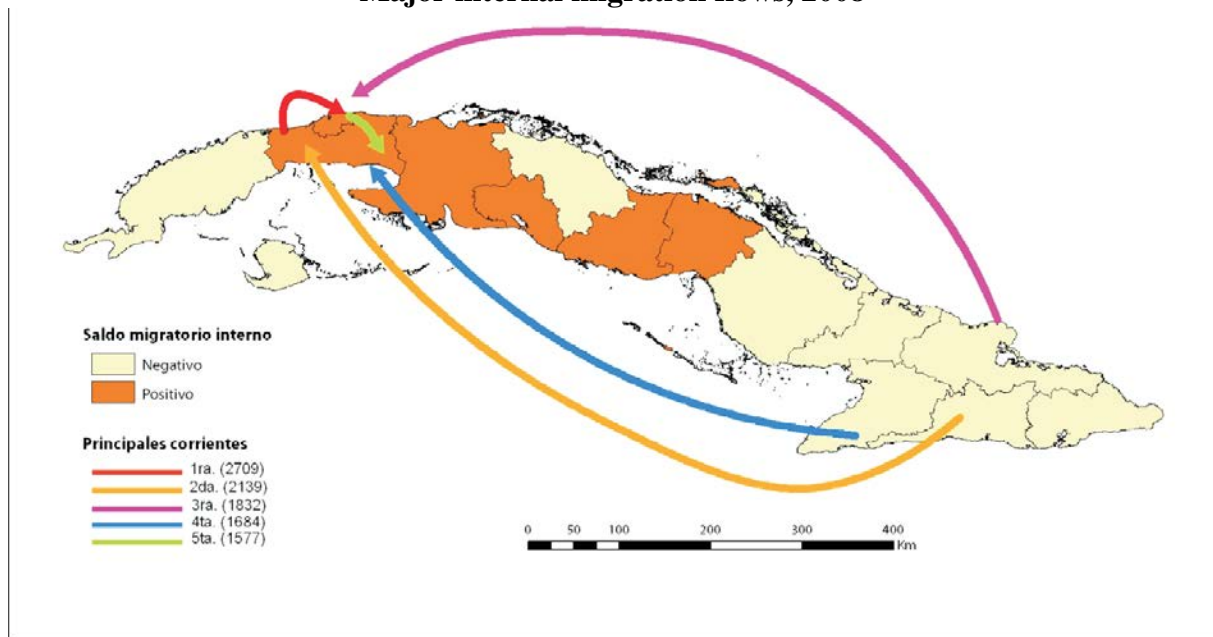 Saldo migratorio interno
Negativo
Positivo
Principales corrientes
1ra. (2709)
2da. (2139)
3ra. (1832)
4ta. (1684)
5ta. (1577)
0 50 100 200 300 400
Km